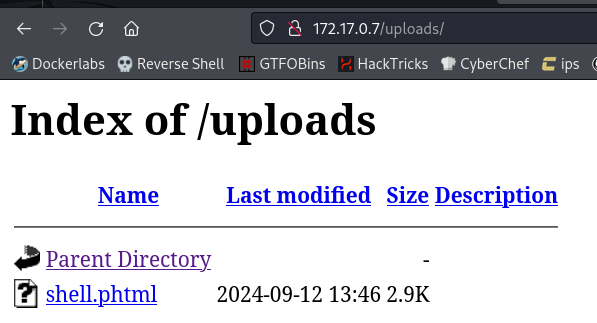 172.17.0.7/uploads/
Dockerlabs Reverse Shell GTFOBins HackTricks CyberChef ips
Index of /uploads
Name Last modified Size Description
Parent Directory -
shell.phtml 2024-09-12 13:46 2.9K